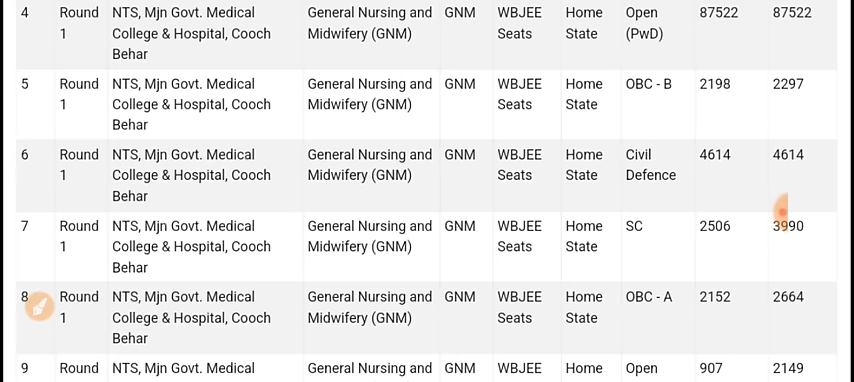 4 Round NTS, Mjn Govt. Medical General Nursing and GNM WBJEE Home Open 87522 87522
1 College & Hospital, Cooch Midwifery (GNM) Seats State (PwD)
Behar
5 Round NTS, Mjn Govt. Medical General Nursing and GNM WBJEE Home OBC - B 2198 2297
1 College & Hospital, Cooch Midwifery (GNM) Seats State
Behar
6 Round NTS, Mjn Govt. Medical General Nursing and GNM WBJEE Home Civil 4614 4614
1 College & Hospital, Cooch Midwifery (GNM) Seats State Defence
Behar
7 Round NTS, Mjn Govt. Medical General Nursing and GNM WBJEE Home SC 2506 3990
1 College & Hospital, Cooch Midwifery (GNM) Seats State
Behar
8 Round NTS, Mjn Govt. Medical General Nursing and GNM WBJEE Home OBC - A 2152 2664
1 College & Hospital, Cooch Midwifery (GNM) Seats State
Behar
9 Round NTS, Mjn Govt. Medical General Nursing and GNM WBJEE Home Open 907 2149